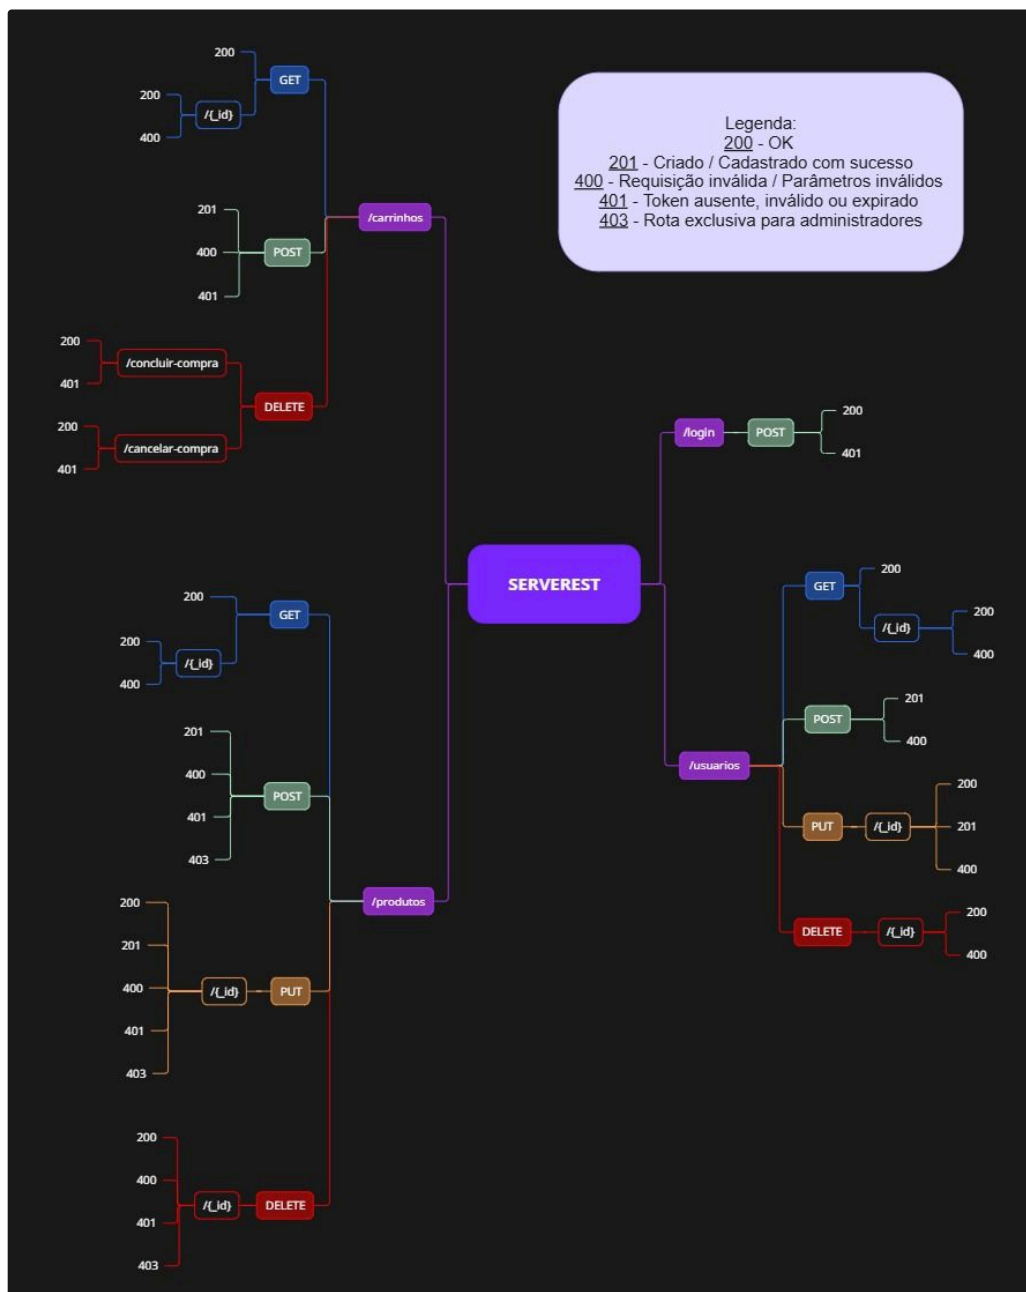 200
GET
200
/{_id}
400
201
/carrinhos
400
POST
401
200
/concluir-compra
401
DELETE
200
/cancelar-compra
401
Legenda:
200 - OK
201 - Criado / Cadastrado com sucesso
400 - Requisição inválida / Parâmetros inválidos
401 - Token ausente, inválido ou expirado
403 - Rota exclusiva para administradores
/login
POST
200
401
SERVEREST
200
GET
200
/{_id}
400
201
400
POST
401
403
/produtos
200
201
400
/{_id}
PUT
401
403
200
400
/{_id}
DELETE
401
403
GET
200
/{_id}
200
400
POST
201
400
/usuarios
PUT
/{_id}
200
201
400
DELETE
/{_id}
200
400